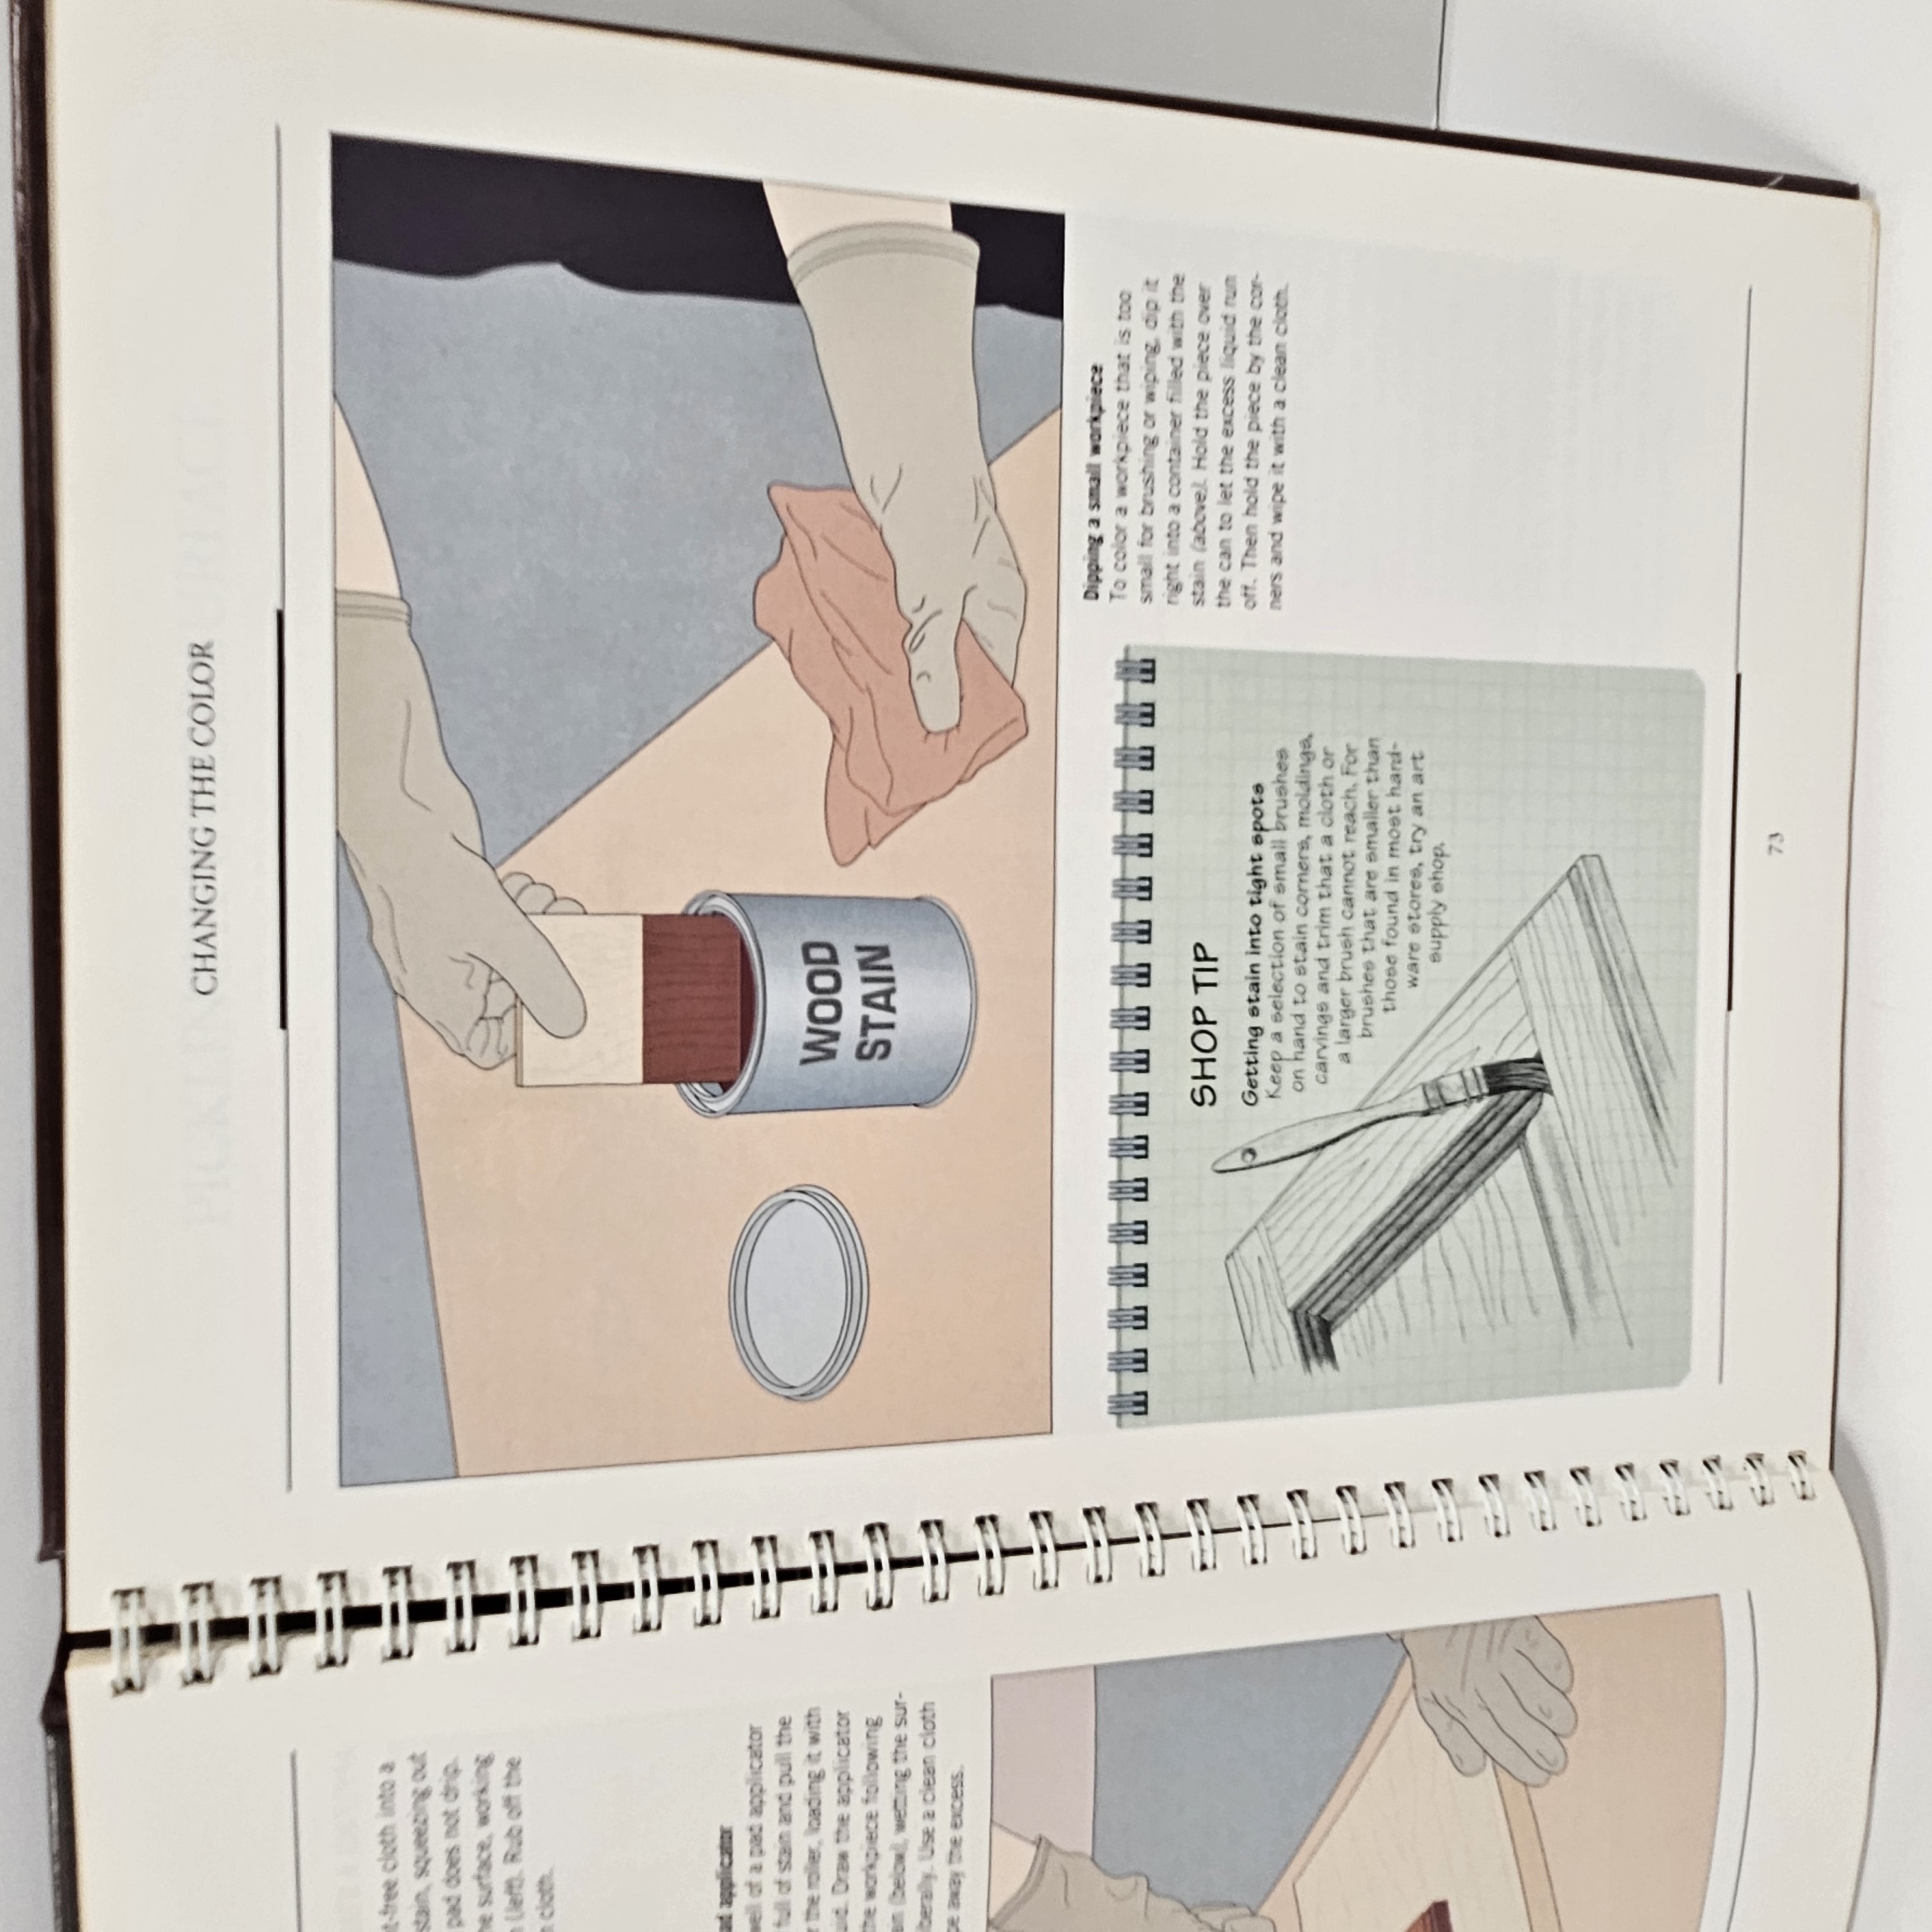 t-free cloth into a
stain, squeezing out
pad does not drip.
he surface, working
(left). Rub off the
cloth.
ad applicator
well of a pad applicator
full of stain and pull the
the roller, loading it with
uid. Draw the applicator
the workpiece following
ain (below), wetting the sur-
iberally. Use a clean cloth
pe away the excess.
CHANGING THE COLOR
WOOD
STAIN
Dipping a small workpiece
To color a workpiece that is too
small for brushing or wiping, dip it
right into a container filled with the
stain (above). Hold the piece over
the can to let the excess liquid run
off. Then hold the piece by the cor-
ners and wipe it with a clean cloth.
SHOP TIP
Getting stain into tight spots
Keep a selection of small brushes
on hand to stain corners, moldings,
carvings and trim that a cloth or
a larger brush cannot reach. For
brushes that are smaller than
those found in most hard-
ware stores, try an art
supply shop.
73